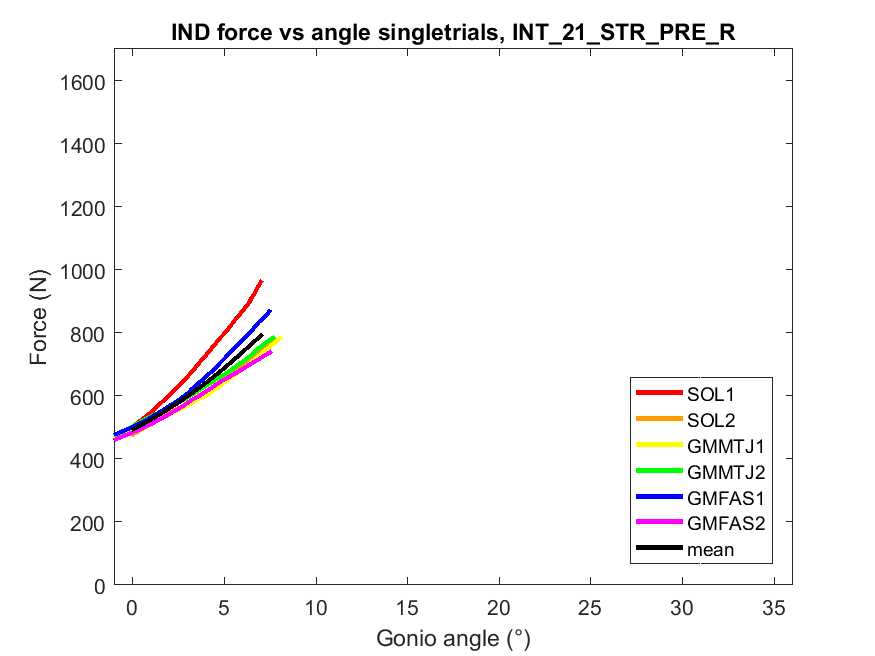 IND force vs angle singletrials, INT_21_STR_PRE_R
Force (N)
1600
1400
1200
1000
800
600
400
200
0
0 5 10 15 20 25 30 35
Gonio angle (°)
SOL1
SOL2
GMMTJ1
GMMTJ2
GMFAS1
GMFAS2
mean